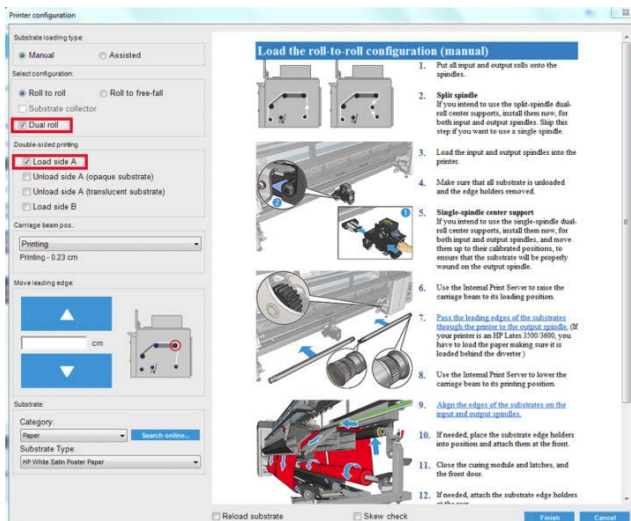 Printer configuration
Substrate loading type
Manual
Assisted
Select configuration:
Roll to roll
Roll to free-fall
Substrate collector
Dual roll
Double-sided printing
Load side A
Unload side A (opaque substrate)
Unload side A (translucent substrate)
Load side B
Carriage beam pos.:
Printing
Printing - 0.23 cm
Move leading edge
cm
Substrate:
Category:
Paper
Search online...
Substrate Type:
HP White Satin Poster Paper
Load the roll-to-roll configuration (manual)
1. Put all input and output rolls onto the
spindles.
2. Split spindle
If you intend to use the split-spindle dual-
roll center supports, install them now, for
both input and output spindles. Skip this
step if you want to use a single spindle.
3. Load the input and output spindles into the
printer.
4. Make sure that all substrate is unloaded
and the edge holders removed.
5. Single-spindle center support
If you intend to use the single-spindle dual-
roll center supports, install them now, for
both input and output spindles, and move
them up to their calibrated positions, to
ensure that the substrate will be properly
wound on the output spindle.
6. Use the Internal Print Server to raise the
carriage beam to its loading position.
7. Pass the leading edges of the substrates
through the printer to the output spindle. (If
your printer is an HP Latex 3500/3600, you
have to load the paper making sure it is
loaded behind the diverter )
8. Use the Internal Print Server to lower the
carriage beam to its printing position.
9. Align the edges of the substrates on the
input and output spindles.
10. If needed, place the substrate edge holders
into position and attach them at the front.
11. Close the curing module and latches, and
the front door.
12. If needed, attach the substrate edge holders
Reload substrate
Skew check
Finish
Cancel
1
2